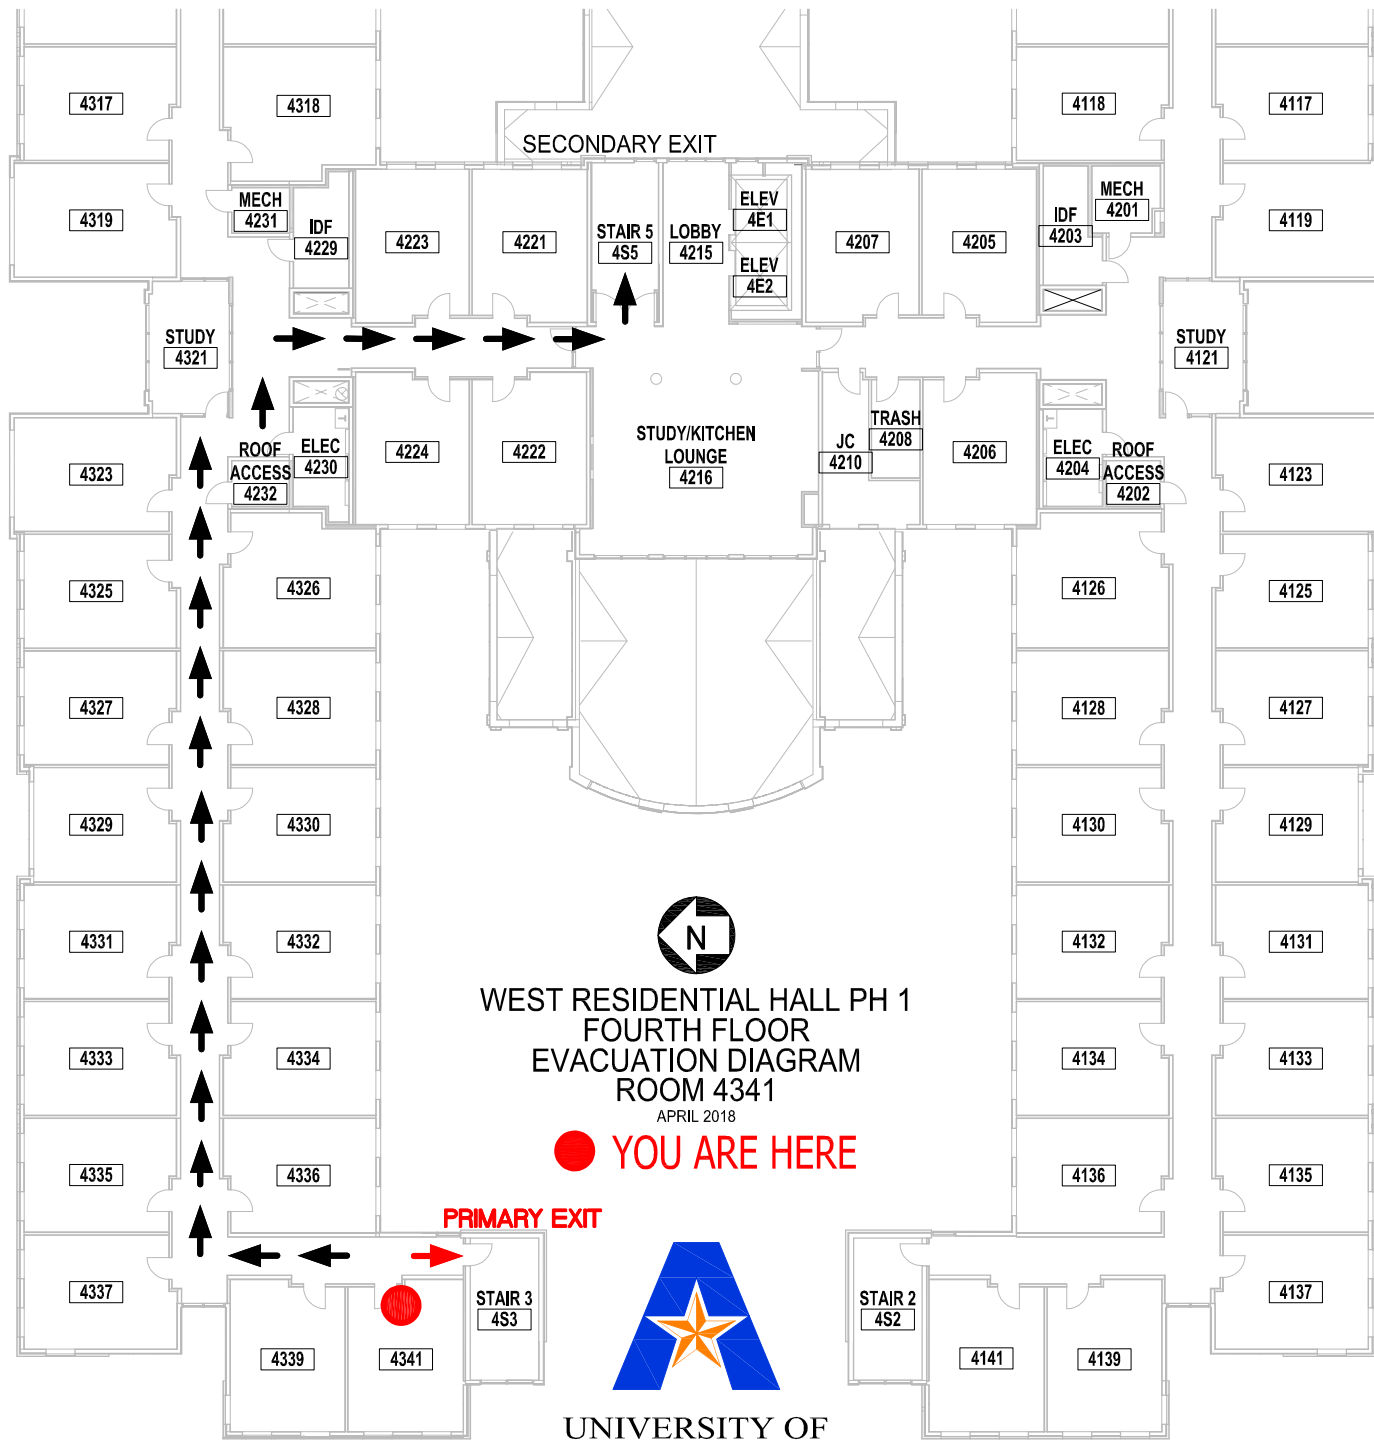 4317
4318
4118
4117
SECONDARY EXIT
4319
MECH
4231
IDF
4229
4223
4221
STAIR 5
4S5
LOBBY
4215
ELEV
4E1
ELEV
4E2
4207
4205
IDF
4203
MECH
4201
4119
STUDY
4321
STUDY
4121
4323
ROOF
ACCESS
4232
ELEC
4230
4224
4222
STUDY/KITCHEN
LOUNGE
4216
JC
4210
TRASH
4208
4206
ELEC
4204
ROOF
ACCESS
4202
4123
4325
4326
4126
4125
4327
4328
4128
4127
4329
4330
4130
4129
4331
4332
4132
4131
N
WEST RESIDENTIAL HALL PH 1
FOURTH FLOOR
EVACUATION DIAGRAM
ROOM 4341
APRIL 2018
YOU ARE HERE
4333
4334
4134
4133
4335
4336
4136
4135
PRIMARY EXIT
4337
STAIR 3
4S3
STAIR 2
4S2
4137
4339
4341
4141
4139
UNIVERSITY OF